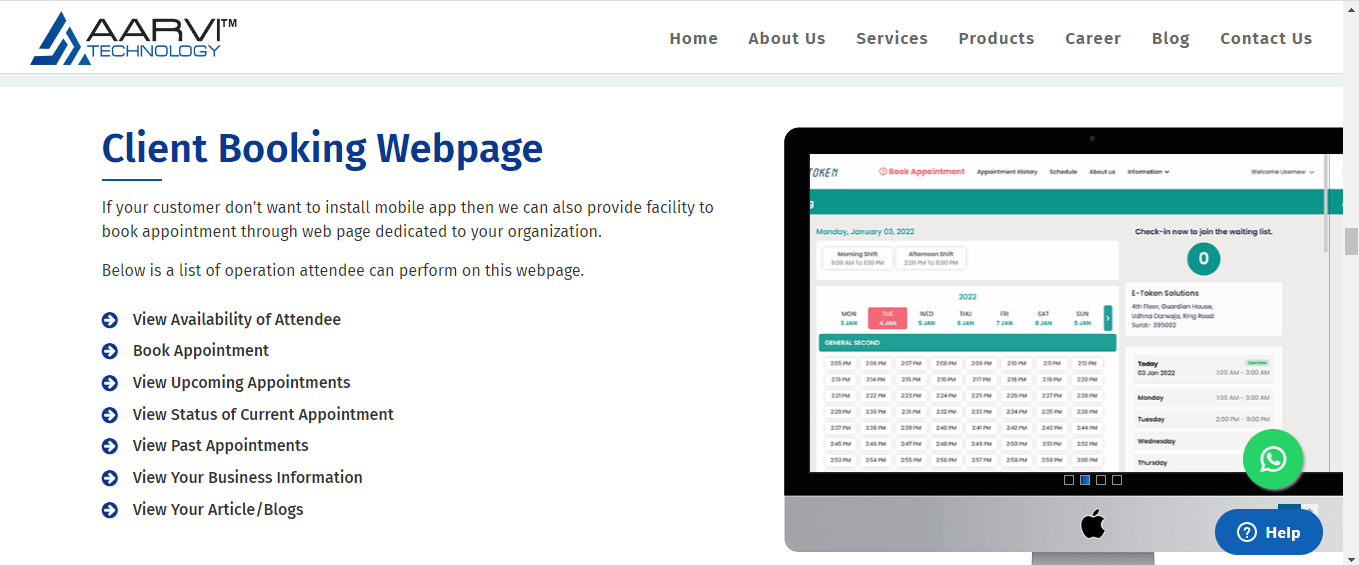 AARVI™
TECHNOLOGY
Home About Us Services Products Career Blog Contact Us
Client Booking Webpage
If your customer don't want to install mobile app then we can also provide facility to
book appointment through web page dedicated to your organization.
Below is a list of operation attendee can perform on this webpage.
View Availability of Attendee
Book Appointment
View Upcoming Appointments
View Status of Current Appointment
View Past Appointments
View Your Business Information
View Your Article/Blogs
TOKEN Book Appointment Appointment History Schedule About us Information Welcome Usernew
g
Monday, January 03, 2022
Morning Shift Afternoon Shift
9:00 AM To 1:00 PM 2:00 PM To 11:00 PM
2022
MON TUE WED THU FRI SAT SUN
3 JAN 4 JAN 5 JAN 6 JAN 7 JAN 8 JAN 9 JAN
GENERAL SECOND
2:05 PM 2:06 PM 2:07 PM 2:08 PM 2:09 PM 2:10 PM 2:11 PM 2:12 PM
2:13 PM 2:14 PM 2:15 PM 2:16 PM 2:17 PM 2:18 PM 2:19 PM 2:20 PM
2:21 PM 2:22 PM 2:23 PM 2:24 PM 2:25 PM 2:26 PM 2:27 PM 2:28 PM
2:29 PM 2:30 PM 2:31 PM 2:32 PM 2:33 PM 2:34 PM 2:35 PM 2:36 PM
2:37 PM 2:38 PM 2:39 PM 2:40 PM 2:41 PM 2:42 PM 2:43 PM 2:44 PM
2:45 PM 2:46 PM 2:47 PM 2:48 PM 2:49 PM 2:50 PM 2:51 PM 2:52 PM
2:53 PM 2:54 PM 2:55 PM 2:56 PM 2:57 PM 2:58 PM 2:59 PM 3:00 PM
Check-in now to join the waiting list.
0
E-Token Solutions
4th Floor, Guardian House,
Udhna Darwaja, Ring Road
Surat- 395002
Today Open Now
03 Jan 2022 1:00 AM - 3:00 AM
Monday 1:00 AM - 3:00 AM
Tuesday 2:00 PM - 11:00 PM
Wednesday
Thursday
Help